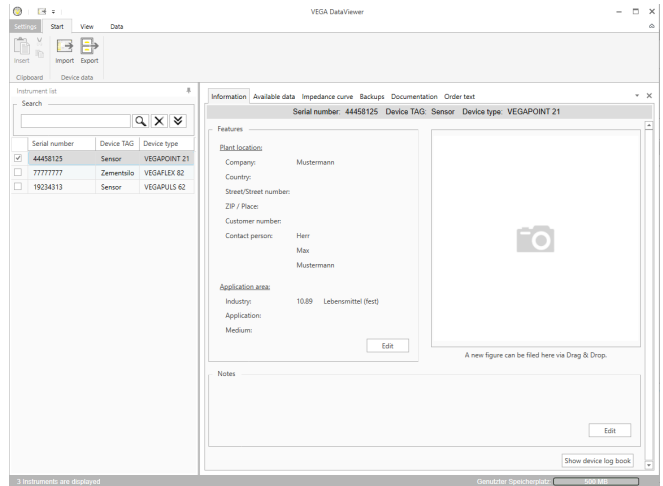 VEGA DataViewer
Settings Start View Data
Insert Import Export
Clipboard Device data
Instrument list
Search
Serial number Device TAG Device type
44458125 Sensor VEGAPOINT 21
77777777 Zementsilo VEGAFLEX 82
19234313 Sensor VEGAPULS 62
Information Available data Impedance curve Backups Documentation Order text
Serial number: 44458125 Device TAG: Sensor Device type: VEGAPOINT 21
Features
Plant location:
Company: Mustermann
Country:
Street/Street number:
ZIP / Place:
Customer number:
Contact person: Herr
Max
Mustermann
Application area:
Industry: 10.89 Lebensmittel (fest)
Application:
Medium:
Edit
A new figure can be filed here via Drag & Drop.
Notes
Edit
Show device log book
3 Instruments are displayed
Genutzter Speicherplatz: 500 MB